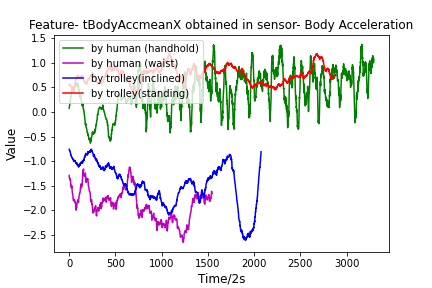 Feature- tBodyAccmeanX obtained in sensor- Body Acceleration
1.5
1.0
0.5
0.0
−0.5
−1.0
−1.5
−2.0
−2.5
Value
by human (handhold)
by human (waist)
by trolley(inclined)
by trolley(standing)
0 500 1000 1500 2000 2500 3000
Time/2s